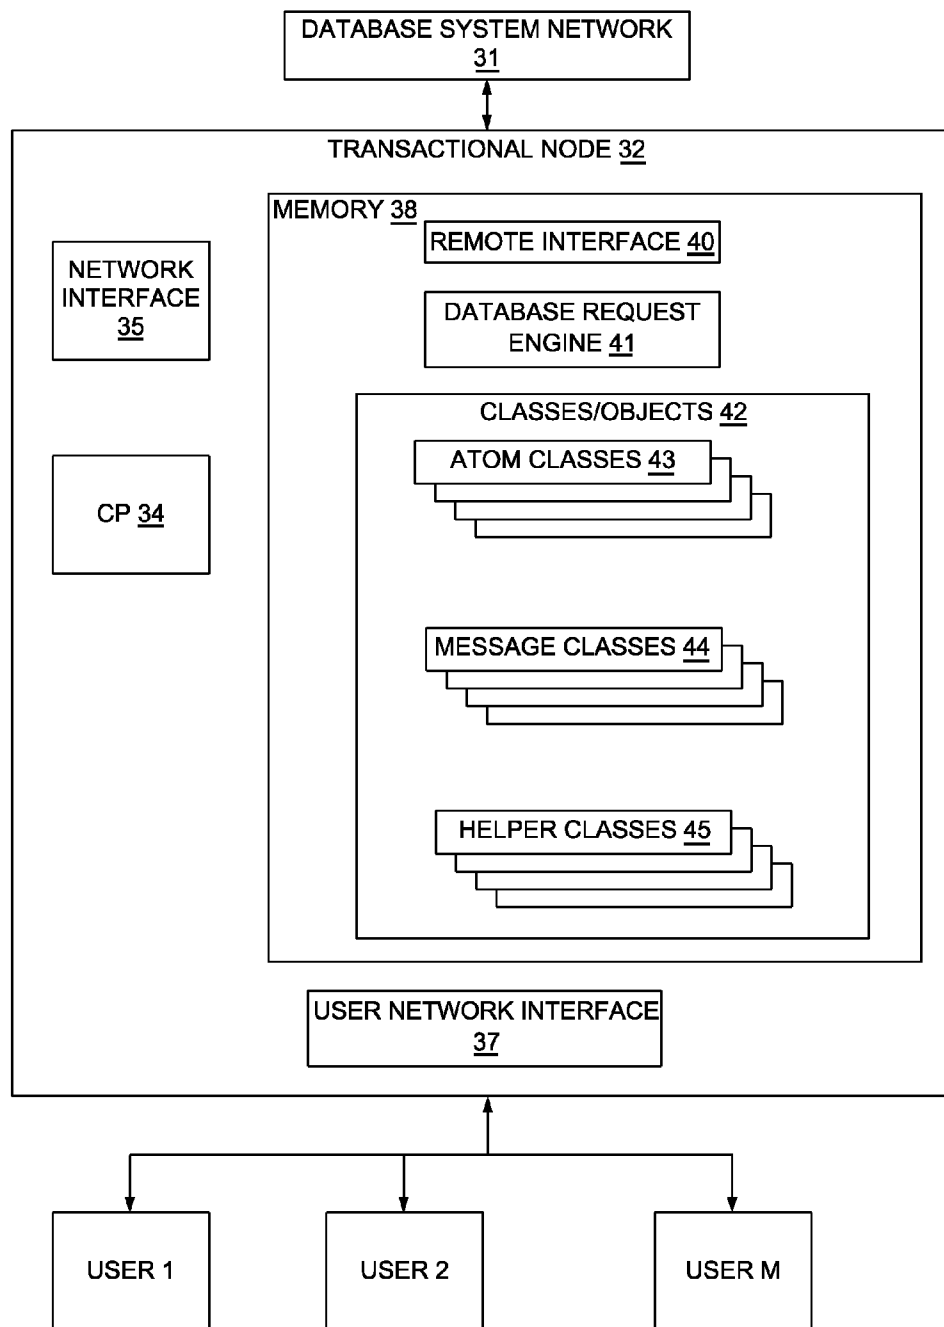 DATABASE SYSTEM NETWORK
31
TRANSACTIONAL NODE 32
MEMORY 38
REMOTE INTERFACE 40
NETWORK
INTERFACE
35
DATABASE REQUEST
ENGINE 41
CLASSES/OBJECTS 42
ATOM CLASSES 43
CP 34
MESSAGE CLASSES 44
HELPER CLASSES 45
USER NETWORK INTERFACE
37
USER 1
USER 2
USER M